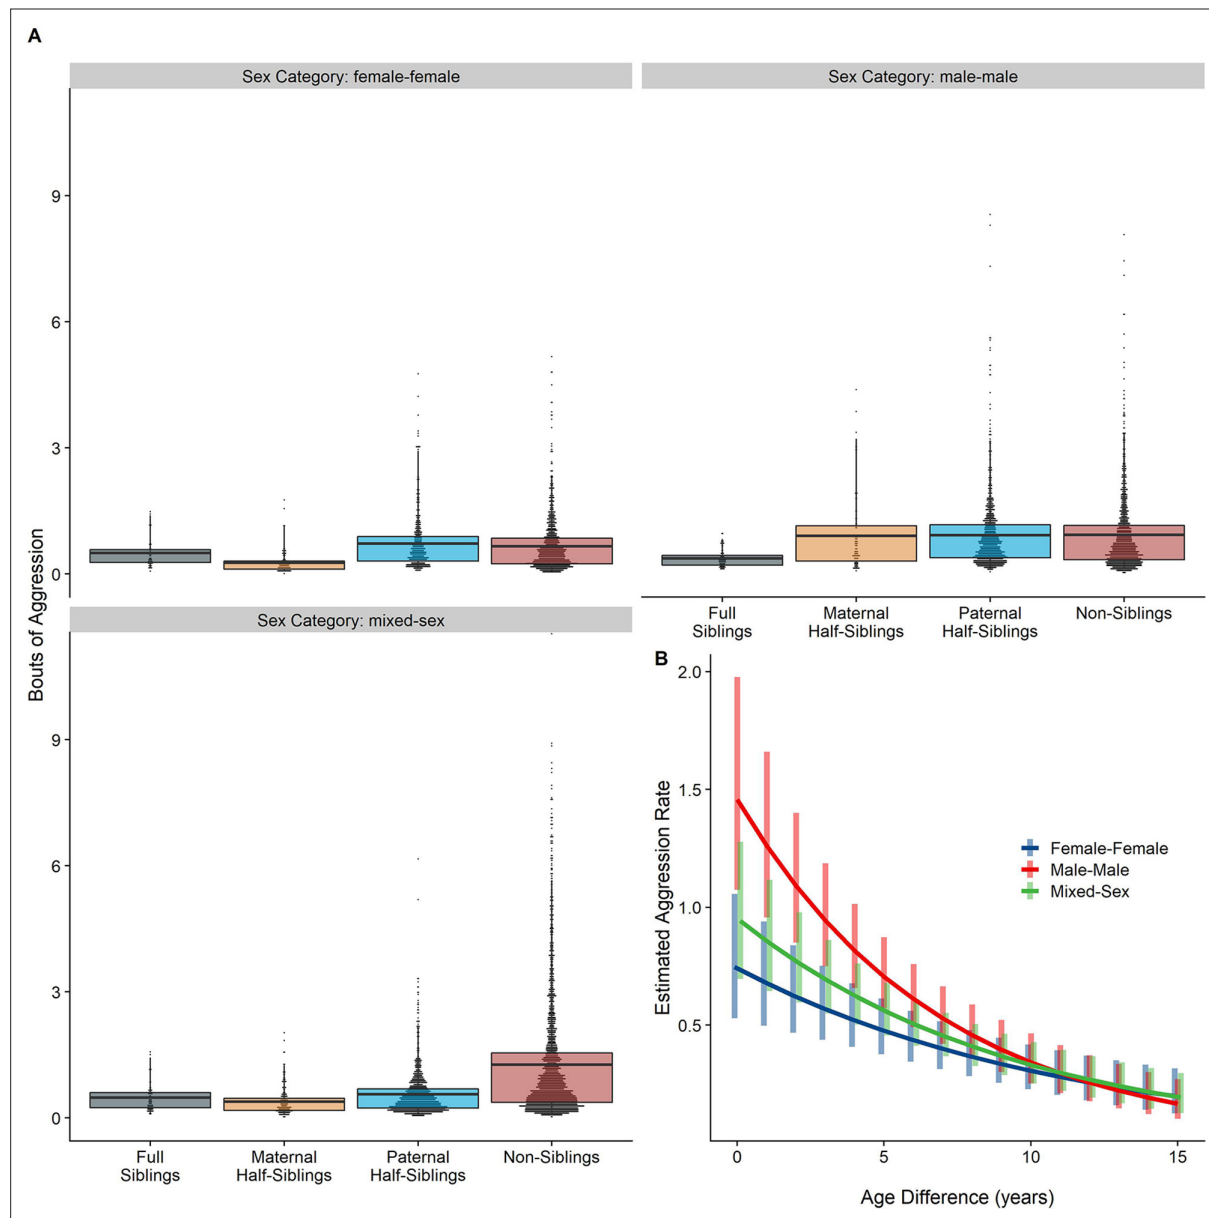 A
Sex Category: female-female
Sex Category: male-male
9
6
3
0
Full
Siblings
Maternal
Half-Siblings
Paternal
Half-Siblings
Non-Siblings
Bouts of Aggression
Sex Category: mixed-sex
9
6
3
0
Full
Siblings
Maternal
Half-Siblings
Paternal
Half-Siblings
Non-Siblings
B
2.0
1.5
1.0
0.5
Estimated Aggression Rate
Female-Female
Male-Male
Mixed-Sex
0 5 10 15
Age Difference (years)